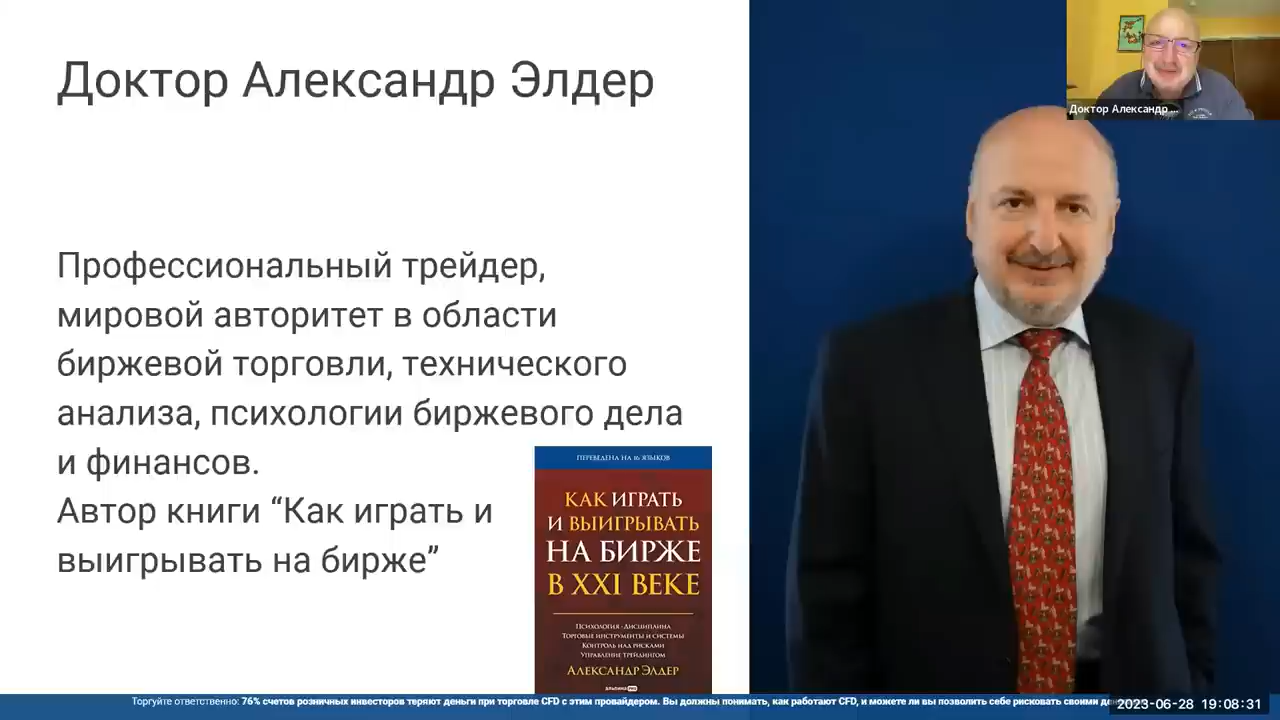 Доктор Александр Элдер
Доктор Александр ...
Профессиональный трейдер,
мировой авторитет в области
биржевой торговли, технического
анализа, психологии биржевого дела
и финансов.
Автор книги “Как играть и
выигрывать на бирже”
ПЕРЕВЕДЕНА НА 16 ЯЗЫКОВ
КАК ИГРАТЬ
И ВЫИГРЫВАТЬ
НА БИРЖЕ
В XXI ВЕКЕ
ПСИХОЛОГИЯ · ДИСЦИПЛИНА
ТОРГОВЫЕ ИНСТРУМЕНТЫ И СИСТЕМЫ
КОНТРОЛЬ НАД РИСКАМИ
УПРАВЛЕНИЕ ТРЕЙДИНГОМ
АЛЕКСАНДР ЭЛДЕР
АЛЬПИНА PRO
Торгуйте ответственно: 76% счетов розничных инвесторов теряют деньги при торговле CFD с этим провайдером. Вы должны понимать, как работают CFD, и можете ли вы позволить себе рисковать своими
2023-06-28 19:08:31